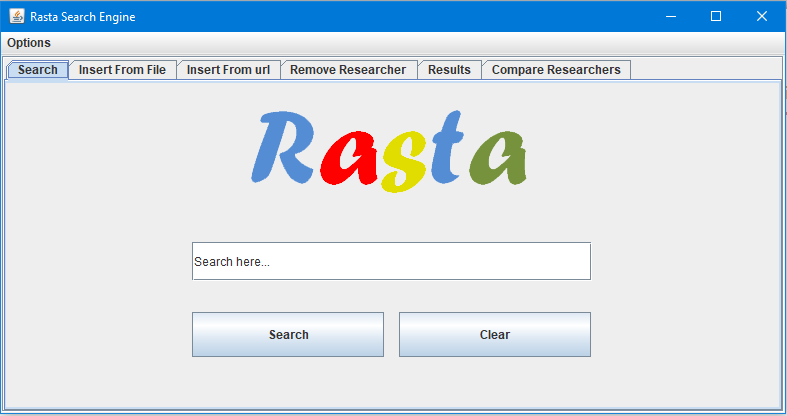 Rasta Search Engine
Options
Search Insert From File Insert From url Remove Researcher Results Compare Researchers
Rasta
Search here...
Search Clear